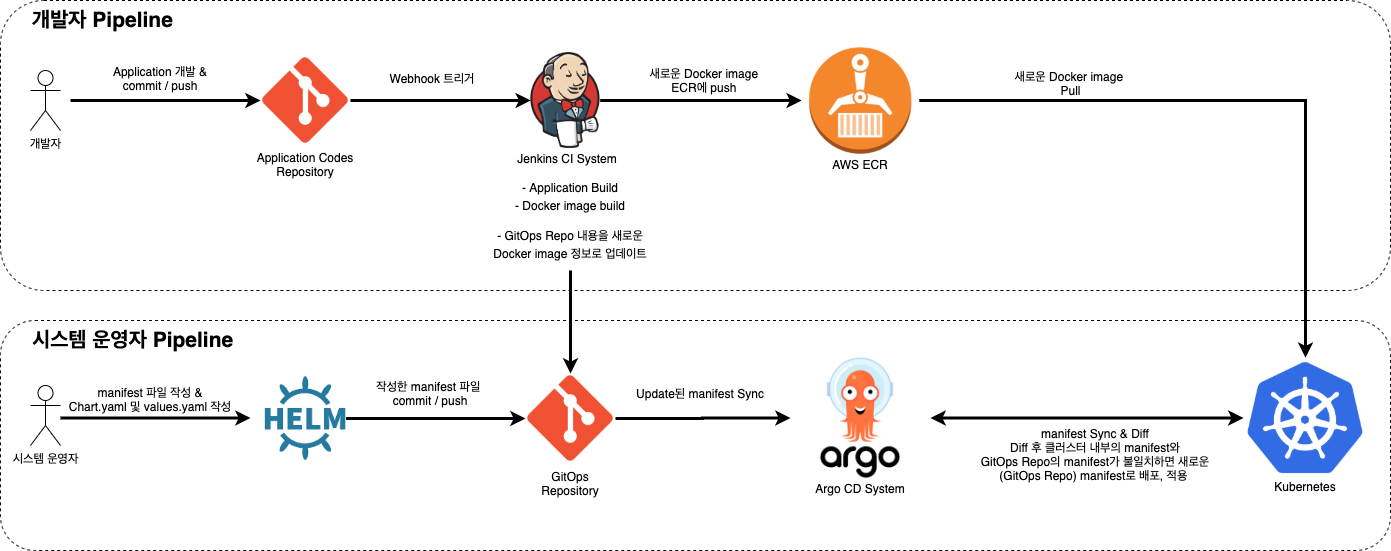 개발자 Pipeline
Application 개발 &
commit / push
Webhook 트리거
새로운 Docker image
ECR에 push
새로운 Docker image
Pull
개발자
Application Codes
Repository
Jenkins CI System
AWS ECR
- Application Build
- Docker image build
- GitOps Repo 내용을 새로운
Docker image 정보로 업데이트
시스템 운영자 Pipeline
manifest 파일 작성 &
Chart.yaml 및 values.yaml 작성
HELM
작성한 manifest 파일
commit / push
Update된 manifest Sync
argo
manifest Sync & Diff
Diff 후 클러스터 내부의 manifest와
GitOps Repo의 manifest가 불일치하면 새로운
(GitOps Repo) manifest로 배포, 적용
시스템 운영자
GitOps
Repository
Argo CD System
Kubernetes